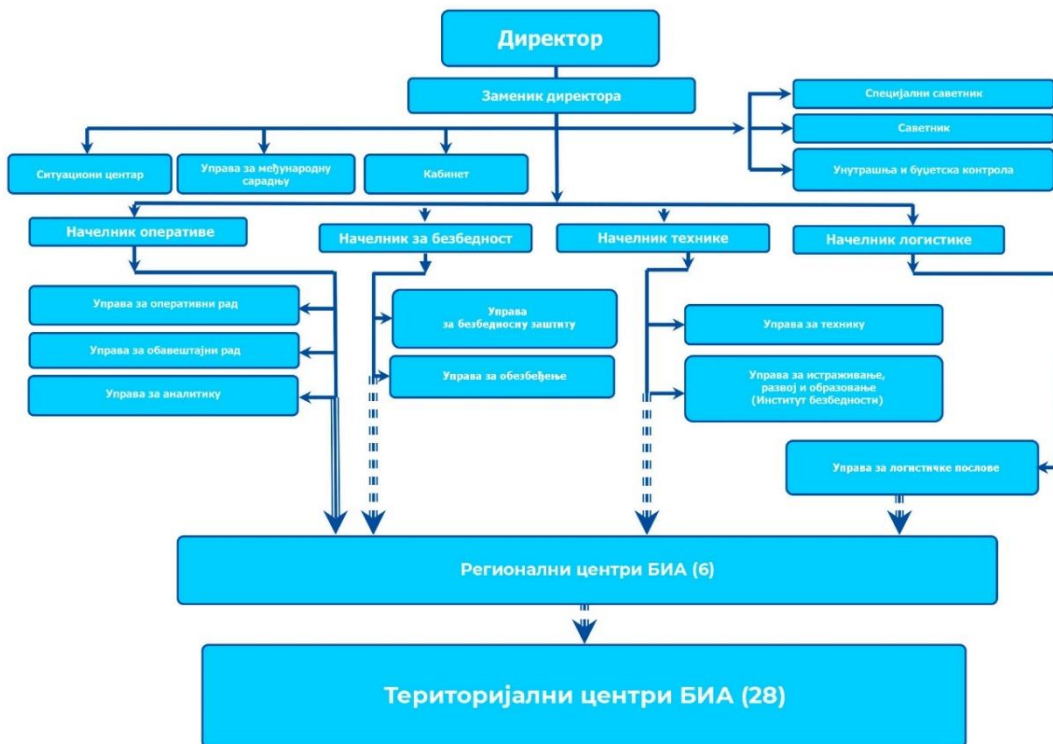 Директор
Заменик директора
Специјални саветник
Саветник
Унутрашња и буџетска контрола
Ситуациони центар
Управа за међународну
сарадњу
Кабинет
Начелник оперативе
Начелник за безбедност
Начелник технике
Начелник логистике
Управа за оперативни рад
Управа за обавештајни рад
Управа за аналитику
Управа
за безбедносну заштиту
Управа за обезбеђење
Управа за технику
Управа за истраживање,
развој и образовање
(Институт безбедности)
Управа за логистичке послове
Регионални центри БИА (6)
Територијални центри БИА (28)